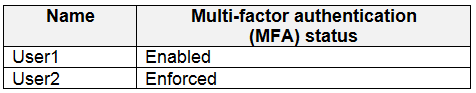 Name Multi-factor authentication
(MFA) status
User1 Enabled
User2 Enforced